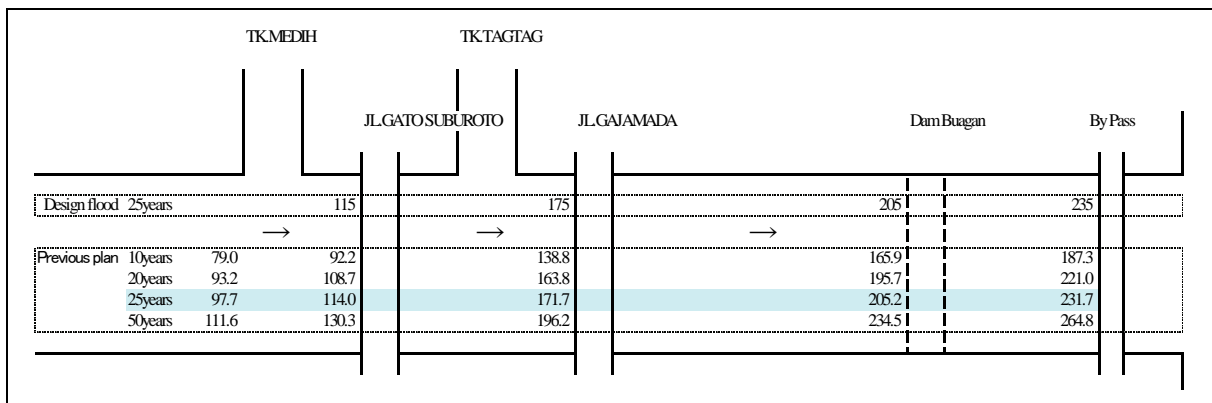 TK.MEDIH TK.TAGTAG
JL.GATO SUBUROTO JL.GAJAMADA Dam Buagan By Pass
Design flood 25years 115 175 205 235
→ → →
Previous plan 10years 79.0 92.2 138.8 165.9 187.3
20years 93.2 108.7 163.8 195.7 221.0
25years 97.7 114.0 171.7 205.2 231.7
50years 111.6 130.3 196.2 234.5 264.8